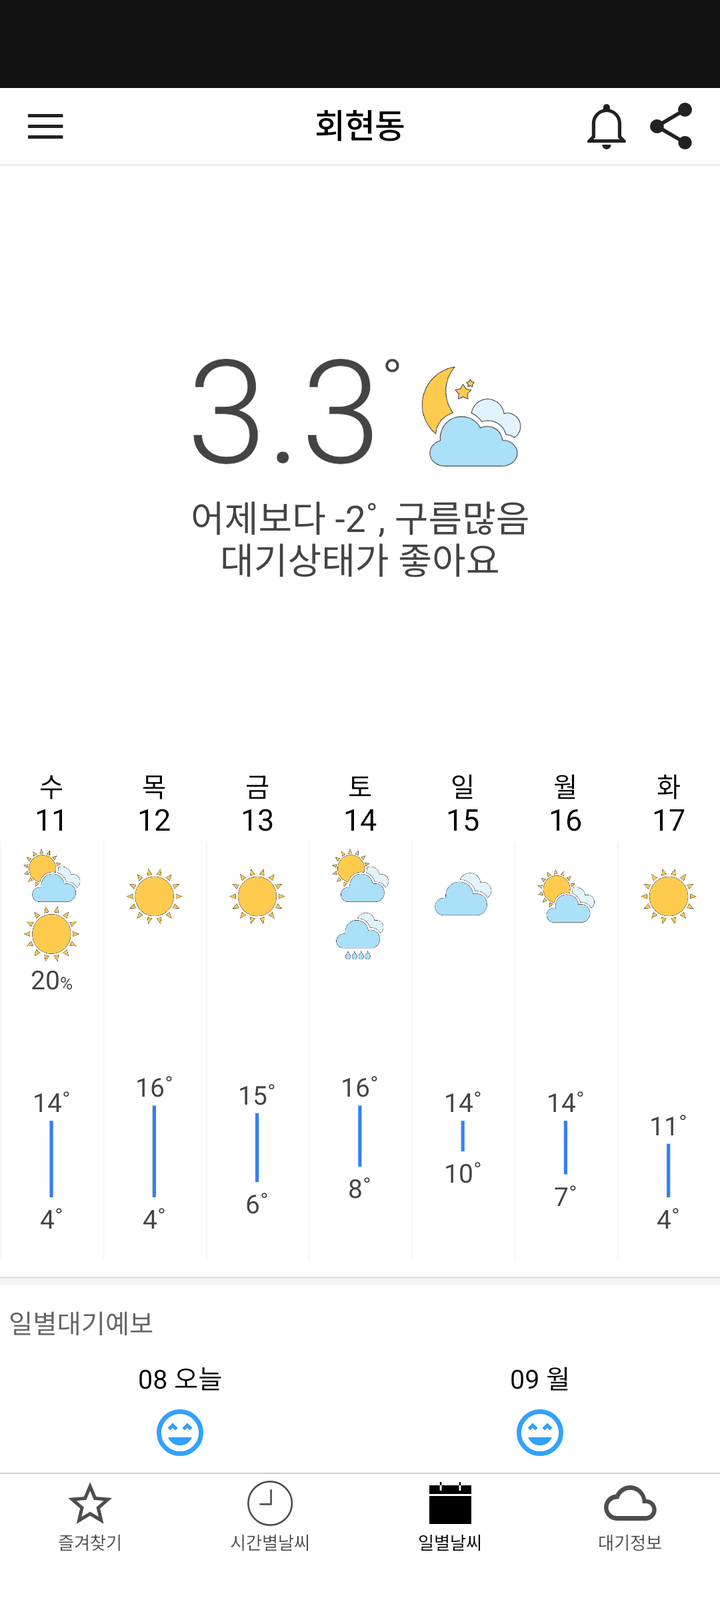 회현동
3.3°
어제보다 -2°, 구름많음
대기상태가 좋아요
수 목 금 토 일 월 화
11 12 13 14 15 16 17
20%
14° 16° 15° 16° 14° 14° 11°
4° 4° 6° 8° 10° 7° 4°
일별대기예보
08 오늘 09 월
즐겨찾기 시간별날씨 일별날씨 대기정보